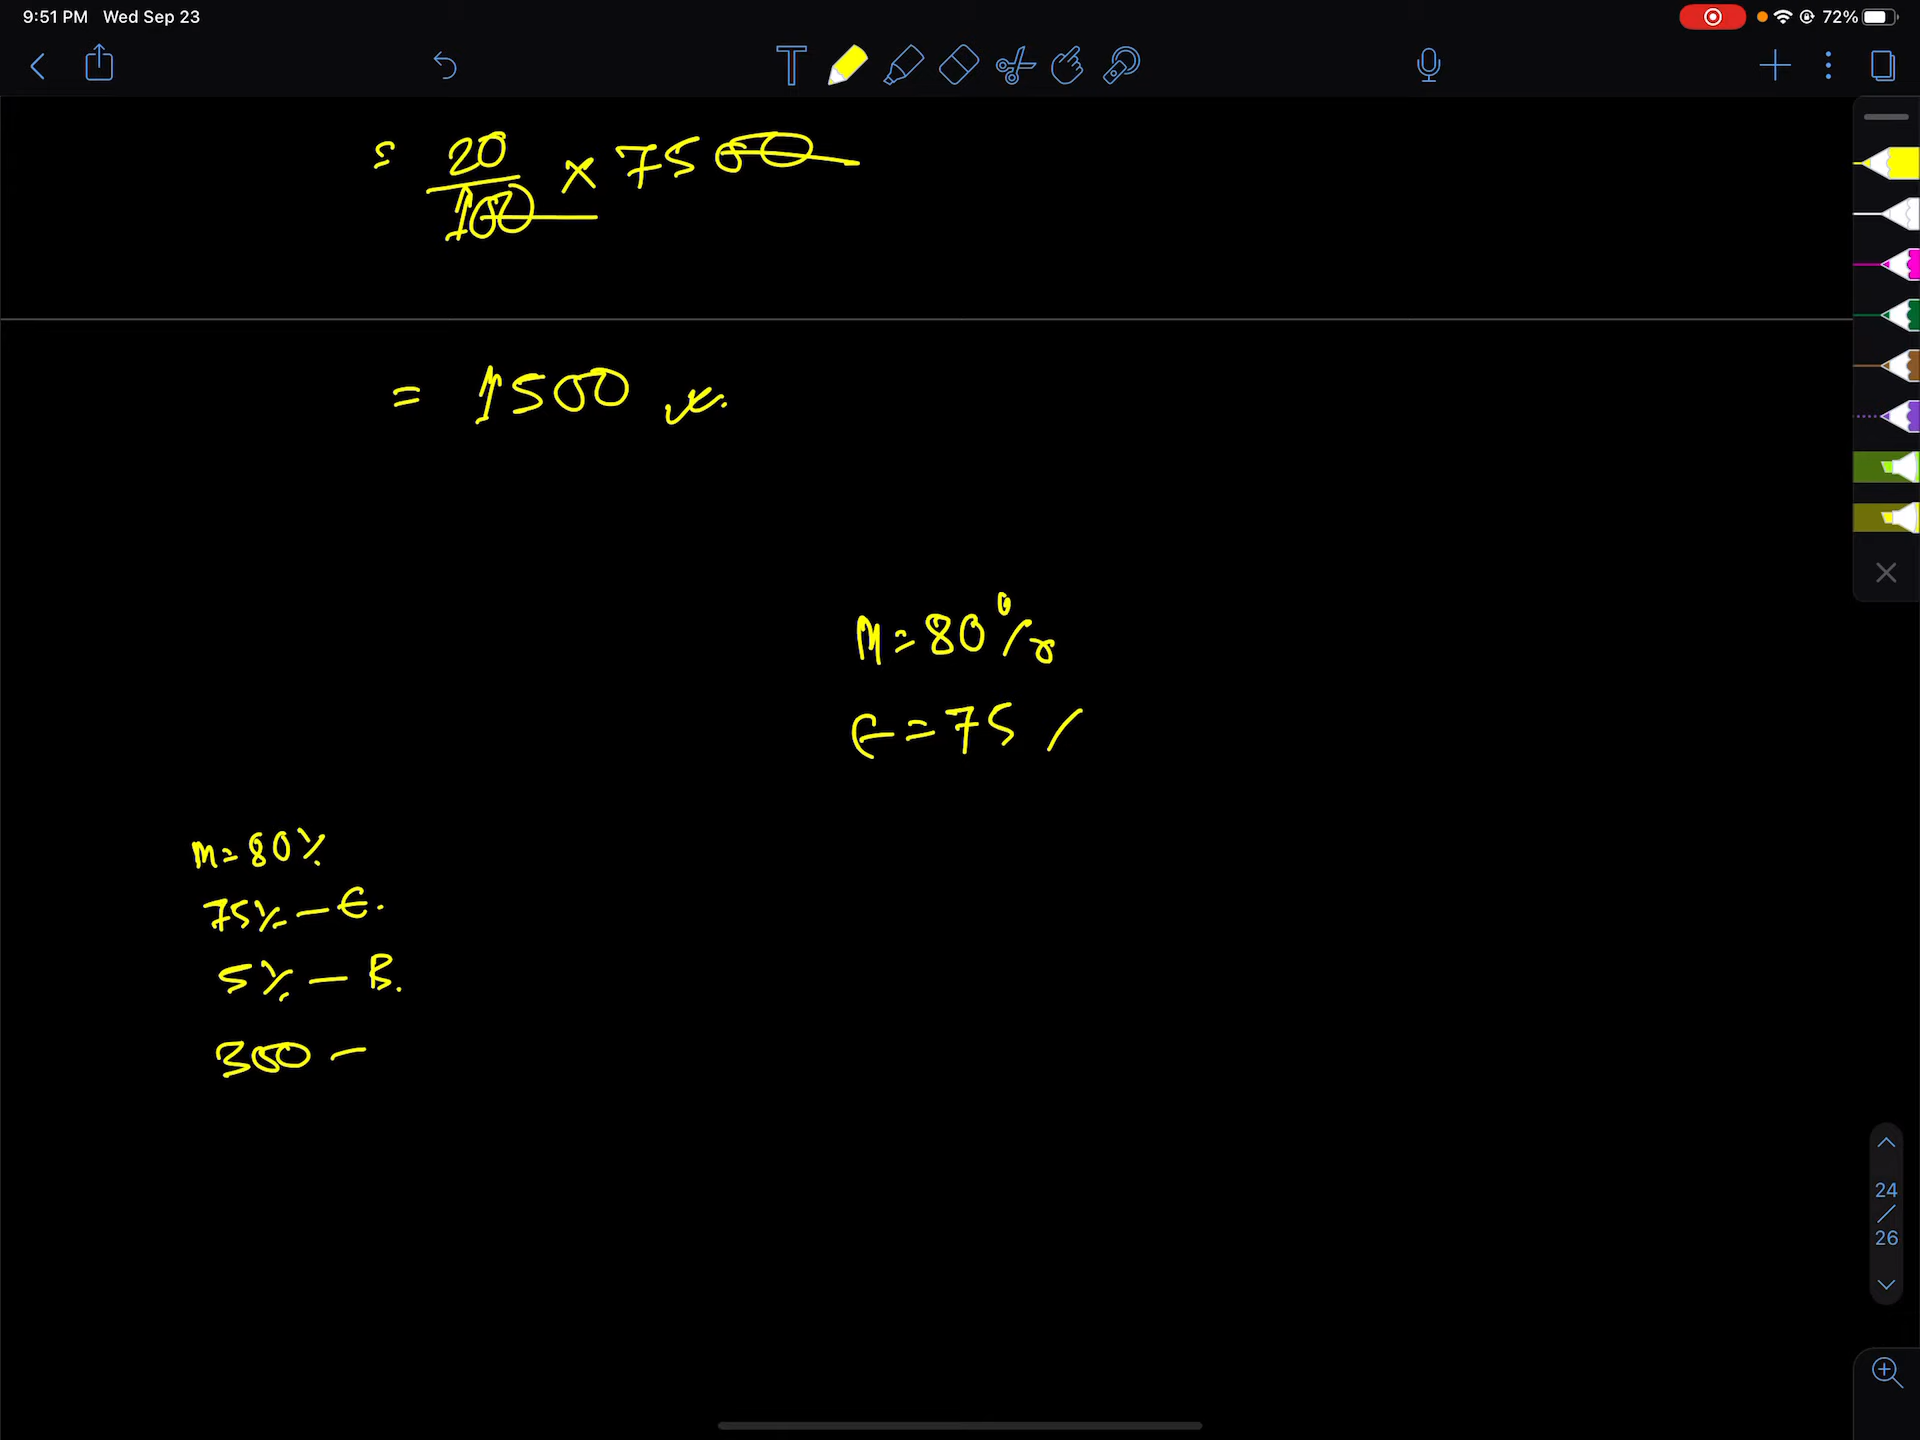 9:51 PM Wed Sep 23
72%
= 20/100 × 7500
= 1500
M=80%
E=75 /
24
/
26
M=80%
75% — E.
5% — B.
300 —